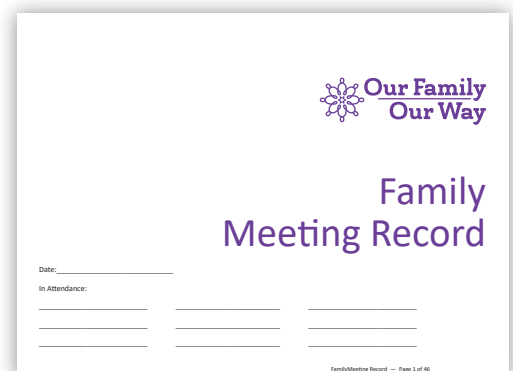 Our Family
Our Way
Family
Meeting Record
Date:
In Attendance:
FamilyMeeting Record — Page 1 of 46